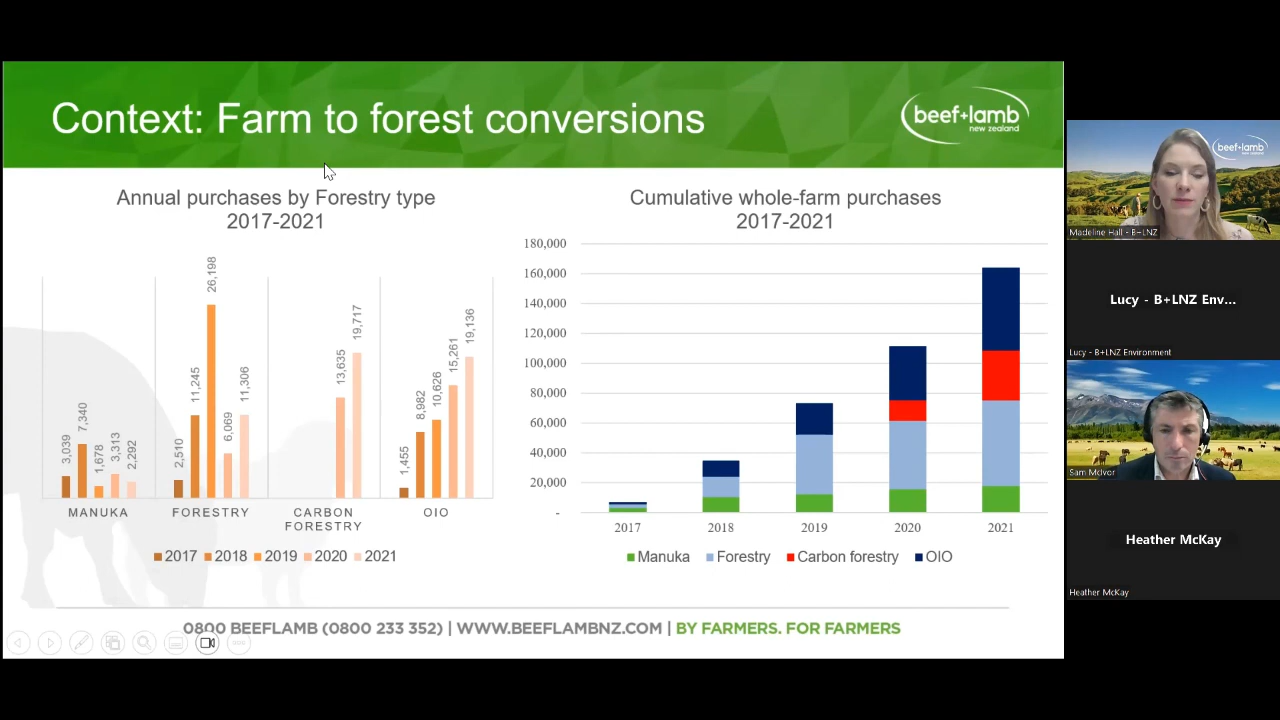 Context: Farm to forest conversions
beef+lamb
new zealand
Annual purchases by Forestry type
2017-2021
3,039
7,340
1,678
3,313
2,292
2,510
11,245
26,198
6,069
11,306
13,635
19,717
1,455
8,982
10,626
15,261
19,136
MANUKA
FORESTRY
CARBON
FORESTRY
OIO
2017 2018 2019 2020 2021
Cumulative whole-farm purchases
2017-2021
180,000
160,000
140,000
120,000
100,000
80,000
60,000
40,000
20,000
-
2017 2018 2019 2020 2021
Manuka Forestry Carbon forestry OIO
0800 BEEFLAMB (0800 233 352) | WWW.BEEFLAMBNZ.COM | BY FARMERS. FOR FARMERS
beef+lamb
new zealand
Madeline Hall - B+LNZ
Lucy - B+LNZ Env...
Lucy - B+LNZ Environment
Sam McIvor
Heather McKay
Heather McKay